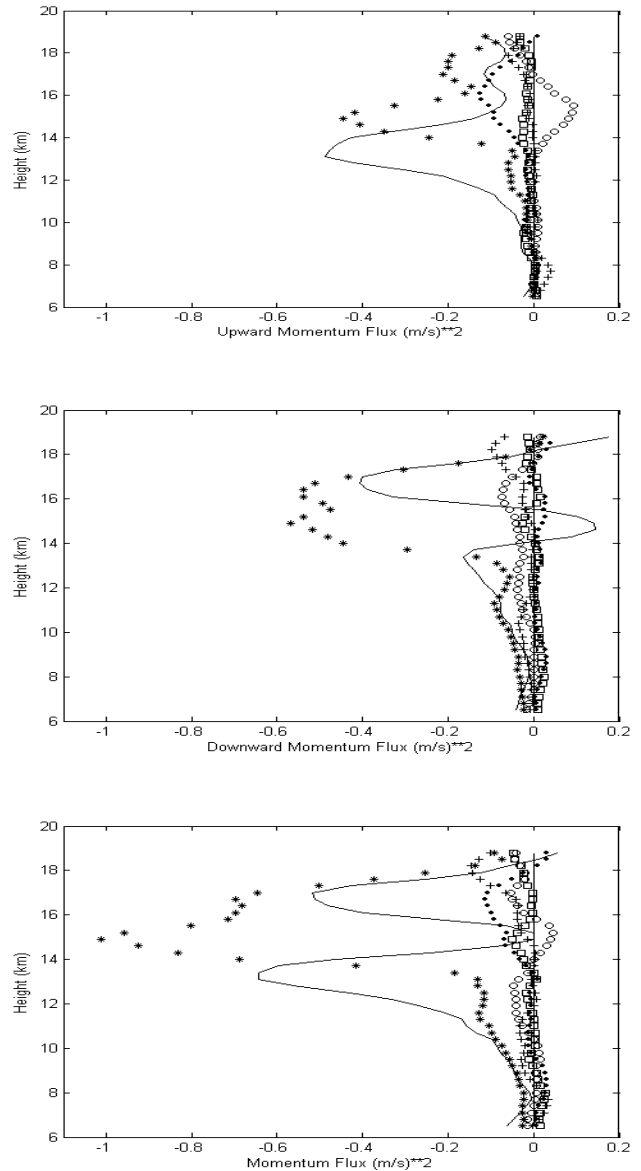 20
18
16
14
12
10
8
6
Height (km)
-1 -0.8 -0.6 -0.4 -0.2 0 0.2
Upward Momentum Flux (m/s)**2
20
18
16
14
12
10
8
6
Height (km)
-1 -0.8 -0.6 -0.4 -0.2 0 0.2
Downward Momentum Flux (m/s)**2
20
18
16
14
12
10
8
6
Height (km)
-1 -0.8 -0.6 -0.4 -0.2 0 0.2
Momentum Flux (m/s)**2